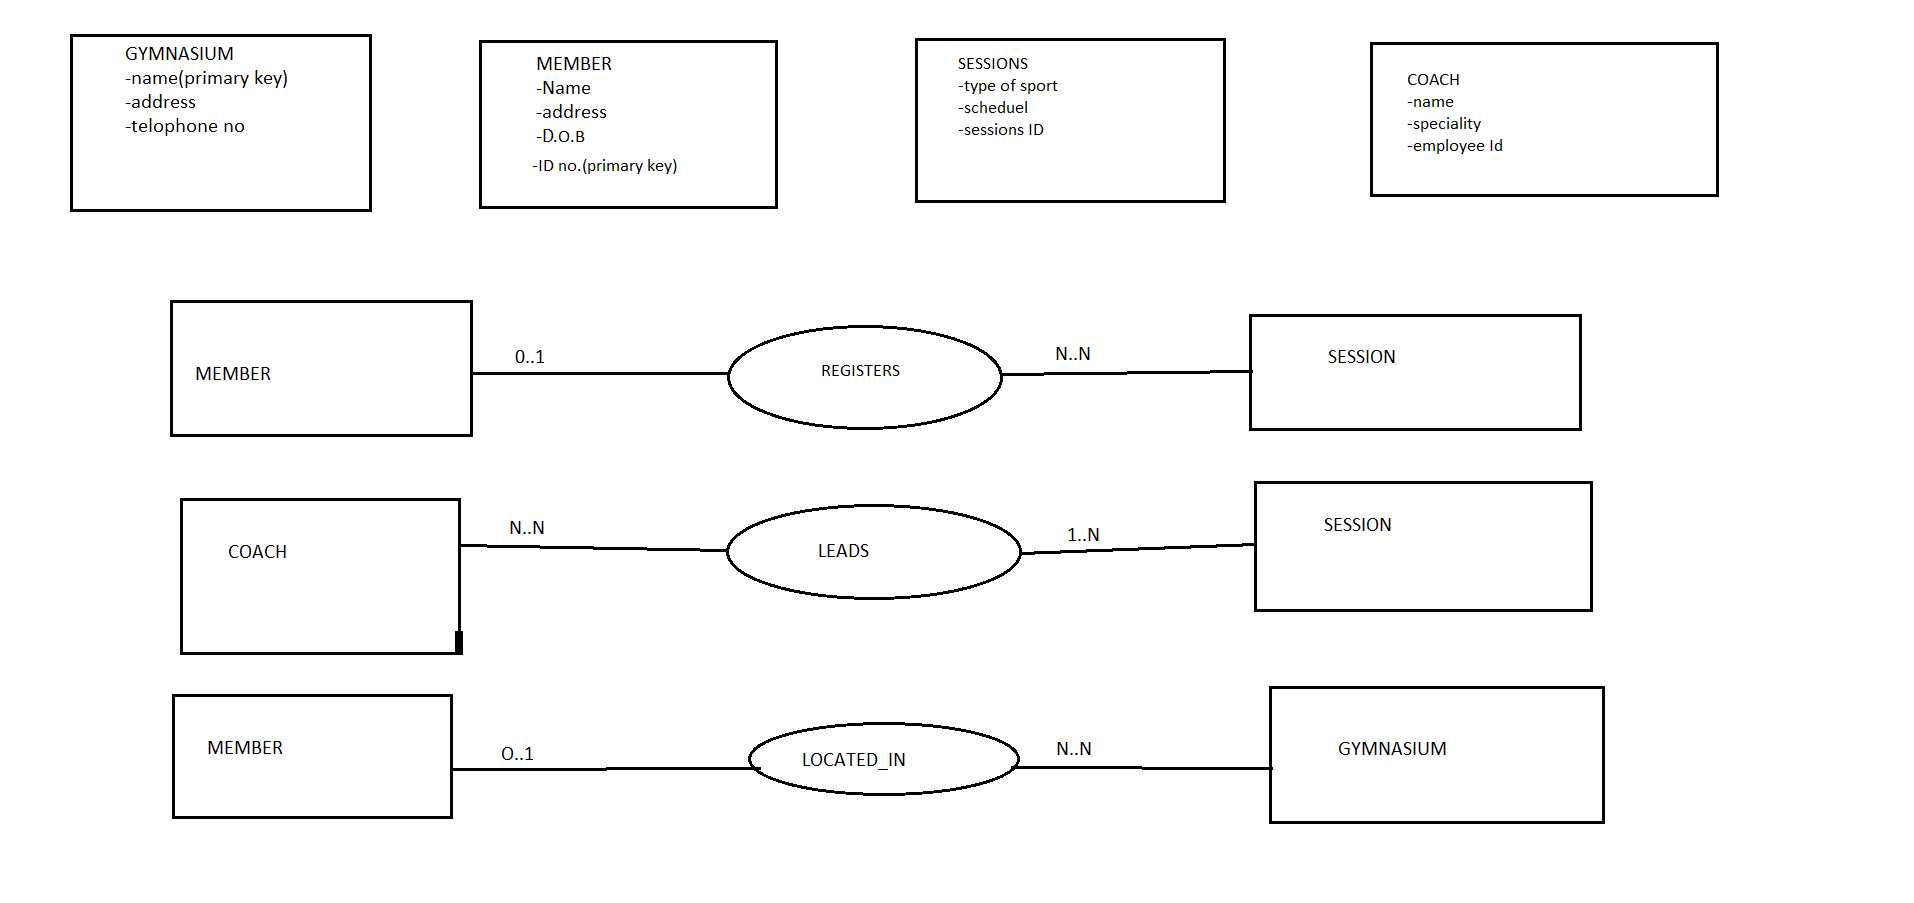 GYMNASIUM
-name(primary key)
-address
-telophone no
MEMBER
-Name
-address
-D.O.B
-ID no.(primary key)
SESSIONS
-type of sport
-scheduel
-sessions ID
COACH
-name
-speciality
-employee Id
MEMBER
0..1
REGISTERS
N..N
SESSION
COACH
N..N
LEADS
1..N
SESSION
MEMBER
O..1
LOCATED_IN
N..N
GYMNASIUM